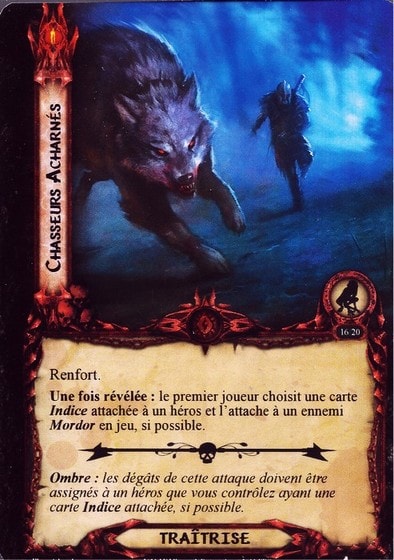 CHASSEURS ACHARNÉS
16 20
Renfort.
Une fois révélée : le premier joueur choisit une carte
Indice attachée à un héros et l'attache à un ennemi
Mordor en jeu, si possible.
Ombre : les dégâts de cette attaque doivent être
assignés à un héros que vous contrôlez ayant une
carte Indice attachée, si possible.
TRAÎTRISE